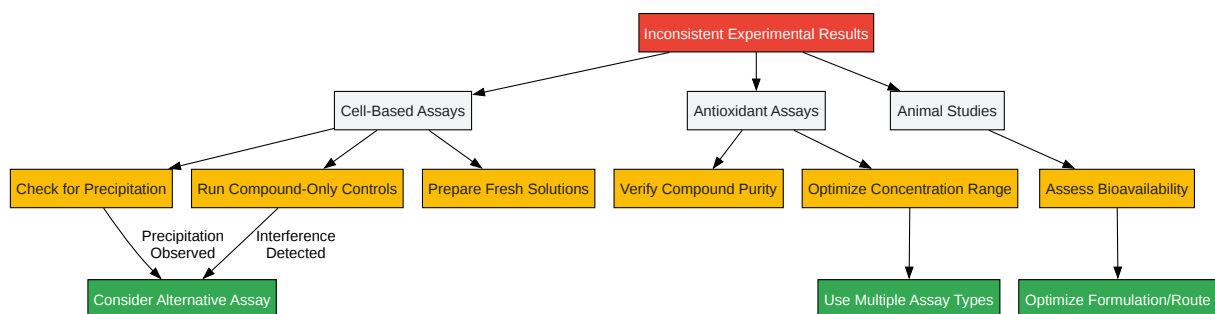 Inconsistent Experimental Results
Cell-Based Assays
Antioxidant Assays
Animal Studies
Check for Precipitation
Run Compound-Only Controls
Prepare Fresh Solutions
Verify Compound Purity
Optimize Concentration Range
Assess Bioavailability
Precipitation
Observed
Interference
Detected
Consider Alternative Assay
Use Multiple Assay Types
Optimize Formulation/Route